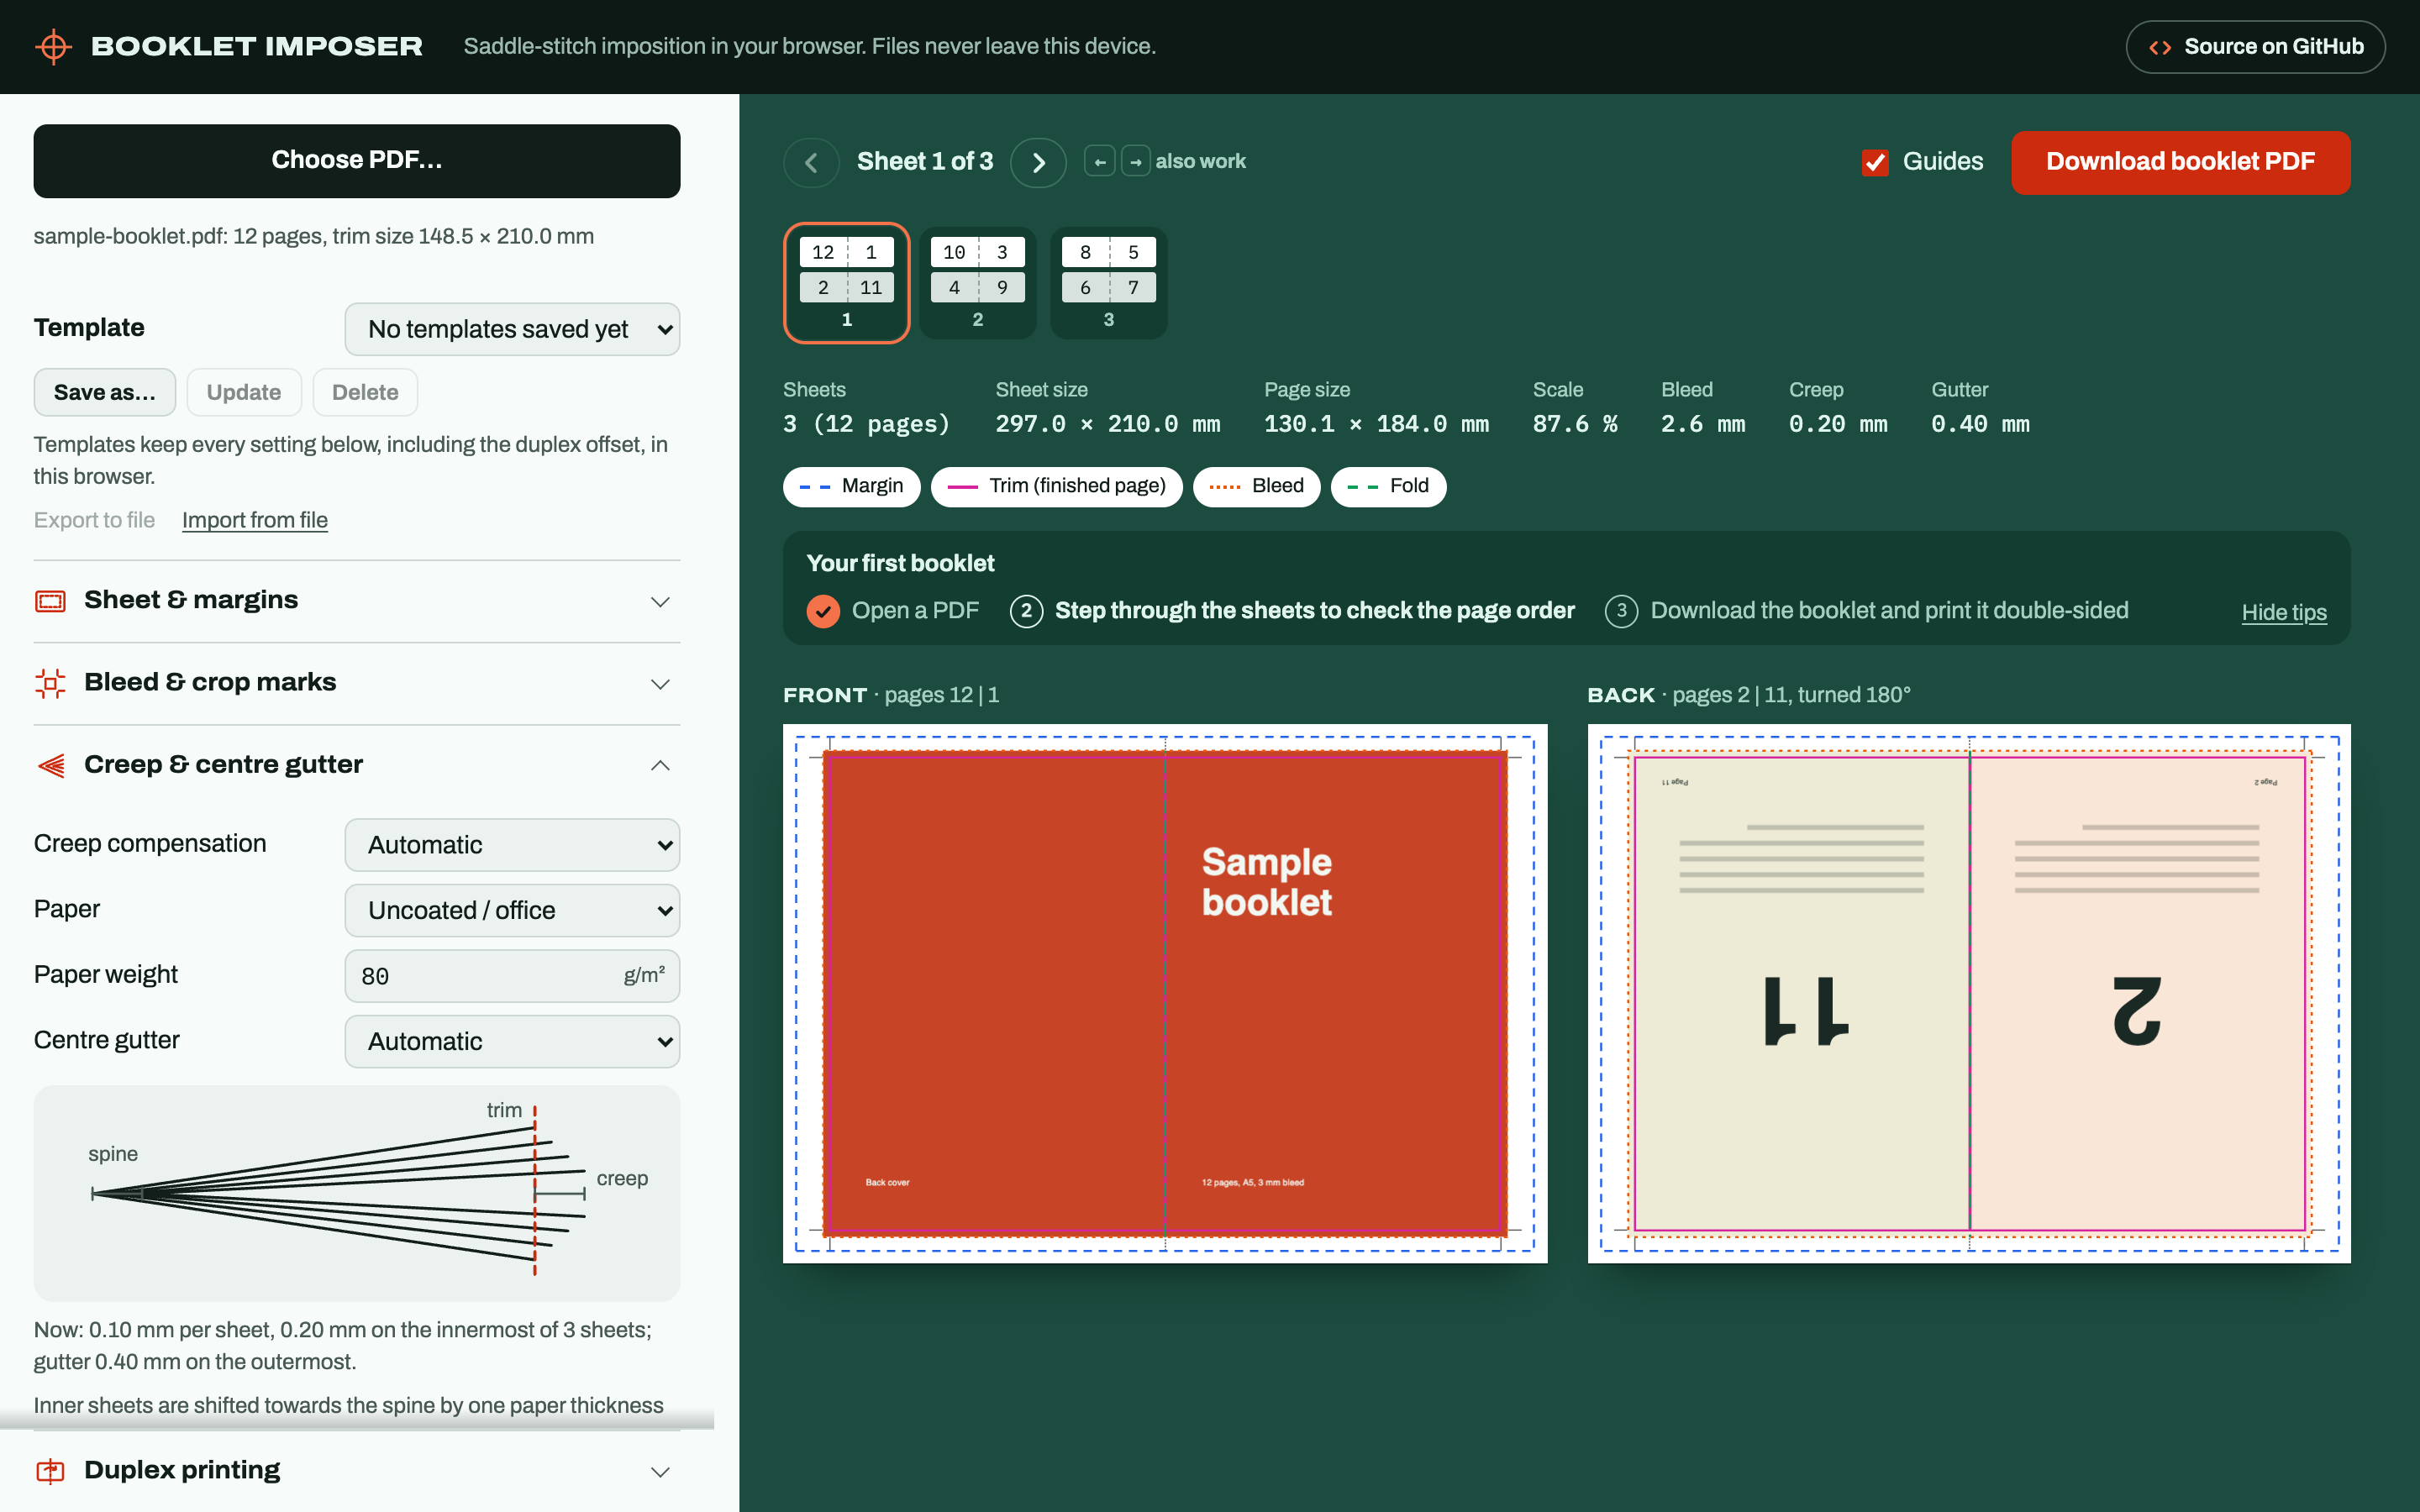 BOOKLET IMPOSER
Saddle-stitch imposition in your browser. Files never leave this device.
Source on GitHub
Choose PDF...
sample-booklet.pdf: 12 pages, trim size 148.5 × 210.0 mm
Template
No templates saved yet
Save as...
Update
Delete
Templates keep every setting below, including the duplex offset, in
this browser.
Export to file
Import from file
Sheet & margins
Bleed & crop marks
Creep & centre gutter
Creep compensation
Automatic
Paper
Uncoated / office
Paper weight
80
g/m²
Centre gutter
Automatic
trim
spine
creep
Now: 0.10 mm per sheet, 0.20 mm on the innermost of 3 sheets;
gutter 0.40 mm on the outermost.
Inner sheets are shifted towards the spine by one paper thickness
Duplex printing
Sheet 1 of 3
← → also work
Guides
Download booklet PDF
12 1
2 11
1
10 3
4 9
2
8 5
6 7
3
Sheets
3 (12 pages)
Sheet size
297.0 × 210.0 mm
Page size
130.1 × 184.0 mm
Scale
87.6 %
Bleed
2.6 mm
Creep
0.20 mm
Gutter
0.40 mm
Margin
Trim (finished page)
Bleed
Fold
Your first booklet
Open a PDF
2 Step through the sheets to check the page order
3 Download the booklet and print it double-sided
Hide tips
FRONT · pages 12 | 1
Sample
booklet
Back cover
12 pages, A5, 3 mm bleed
BACK · pages 2 | 11, turned 180°
Page 11
Page 2
11
2